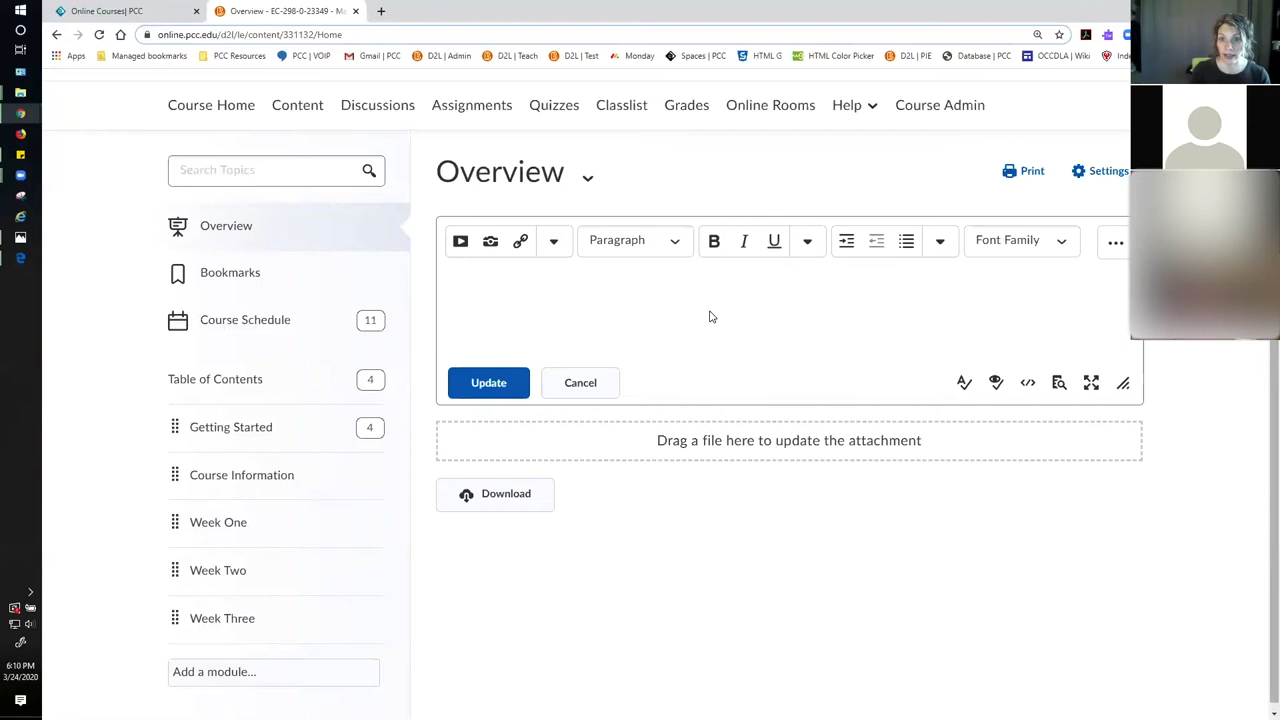 Online Courses| PCC
Overview - EC-298-0-23349 - Ma
online.pcc.edu/d2l/le/content/331132/Home
Apps Managed bookmarks PCC Resources PCC | VOIP Gmail | PCC D2L | Admin D2L | Teach D2L | Test Monday Spaces | PCC HTML G HTML Color Picker D2L | PIE Database | PCC OCCDLA | Wiki Inde
Course Home Content Discussions Assignments Quizzes Classlist Grades Online Rooms Help Course Admin
Search Topics
Overview
Bookmarks
Course Schedule 11
Table of Contents 4
Getting Started 4
Course Information
Week One
Week Two
Week Three
Add a module...
Overview
Print Settings
Paragraph B I U Font Family ...
Update Cancel
Drag a file here to update the attachment
Download
6:10 PM
3/24/2020